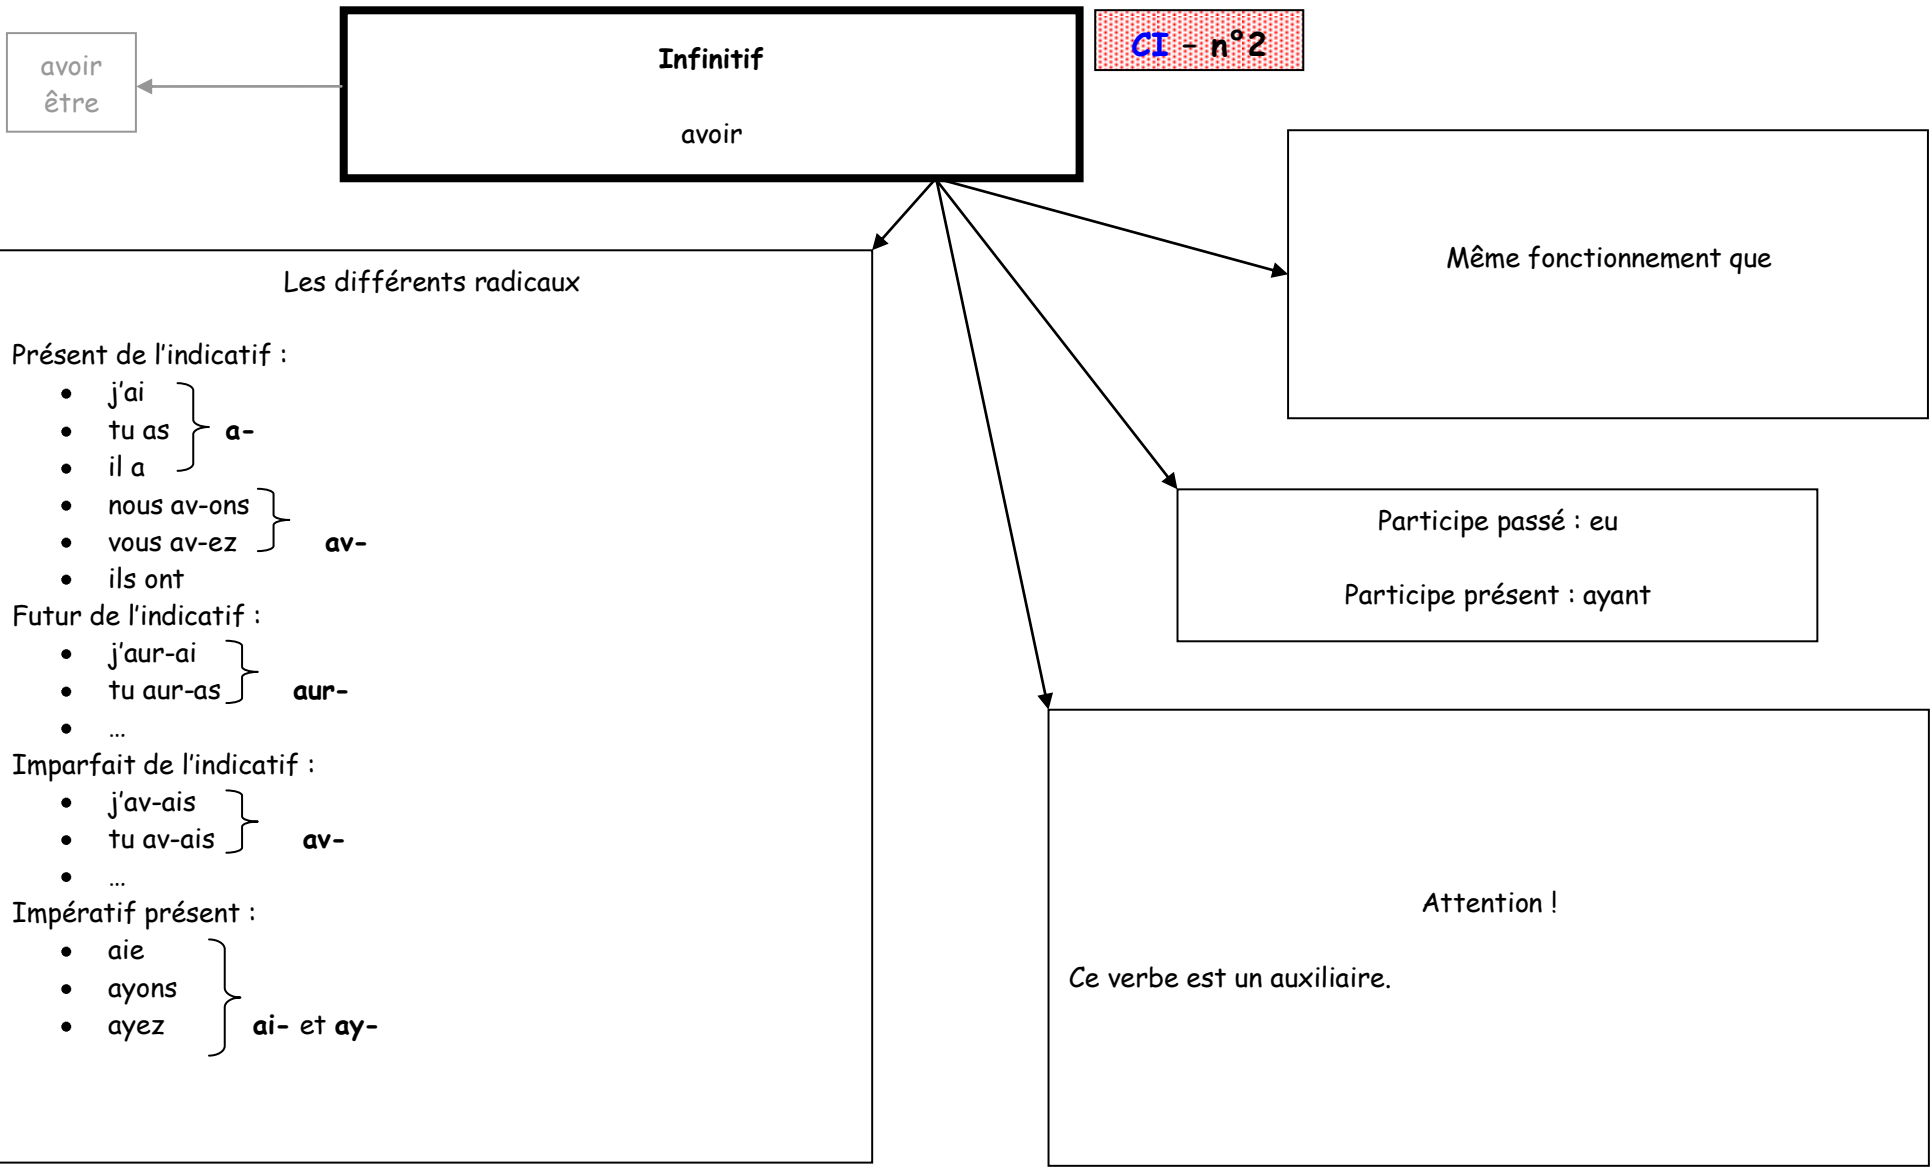 avoir
être
Infinitif
avoir
CI - n°2
Même fonctionnement que
Les différents radicaux
Présent de l'indicatif :
• j'ai
• tu as
a-
• il a
• nous av-ons
• vous av-ez
av-
• ils ont
Futur de l'indicatif :
• j'aur-ai
• tu aur-as
aur-
• ...
Imparfait de l'indicatif :
• j'av-ais
• tu av-ais
av-
• ...
Impératif présent :
• aie
• ayons
• ayez
ai- et ay-
Participe passé : eu
Participe présent : ayant
Attention !
Ce verbe est un auxiliaire.